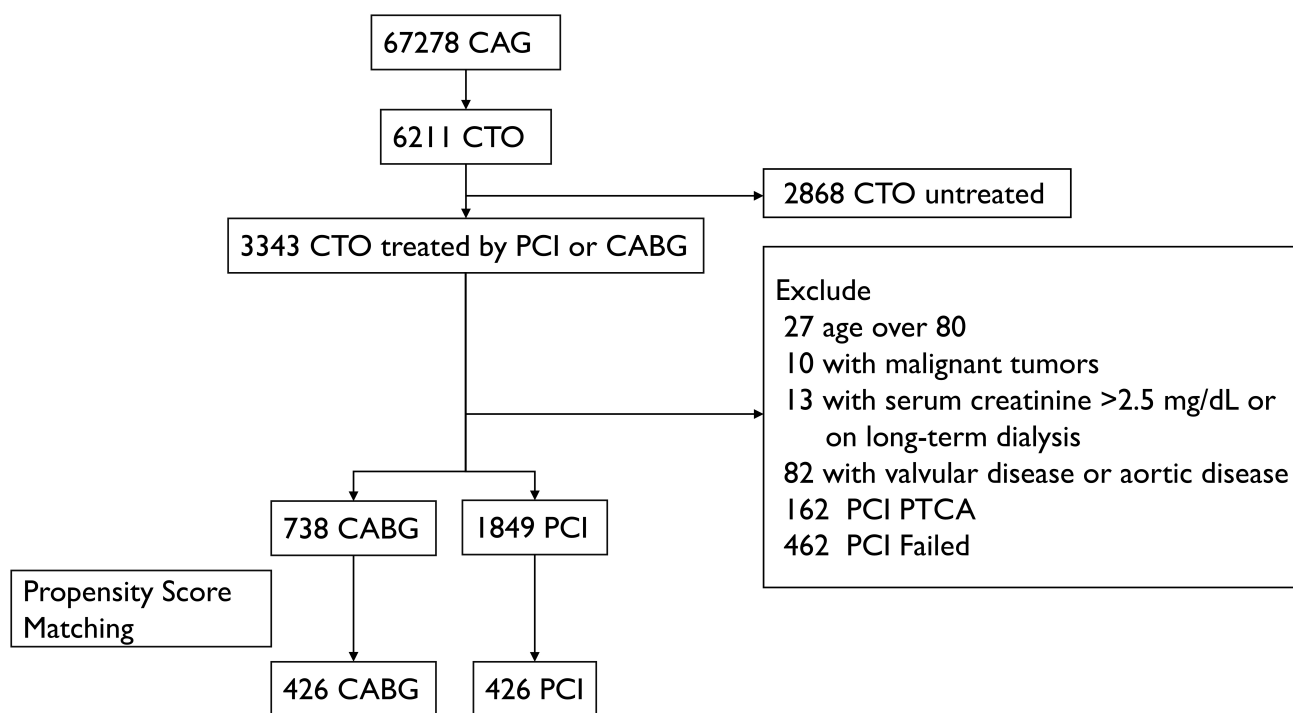 67278 CAG
6211 CTO
2868 CTO untreated
3343 CTO treated by PCI or CABG
Exclude
27 age over 80
10 with malignant tumors
13 with serum creatinine >2.5 mg/dL or
on long-term dialysis
82 with valvular disease or aortic disease
162 PCI PTCA
462 PCI Failed
738 CABG
1849 PCI
Propensity Score
Matching
426 CABG
426 PCI